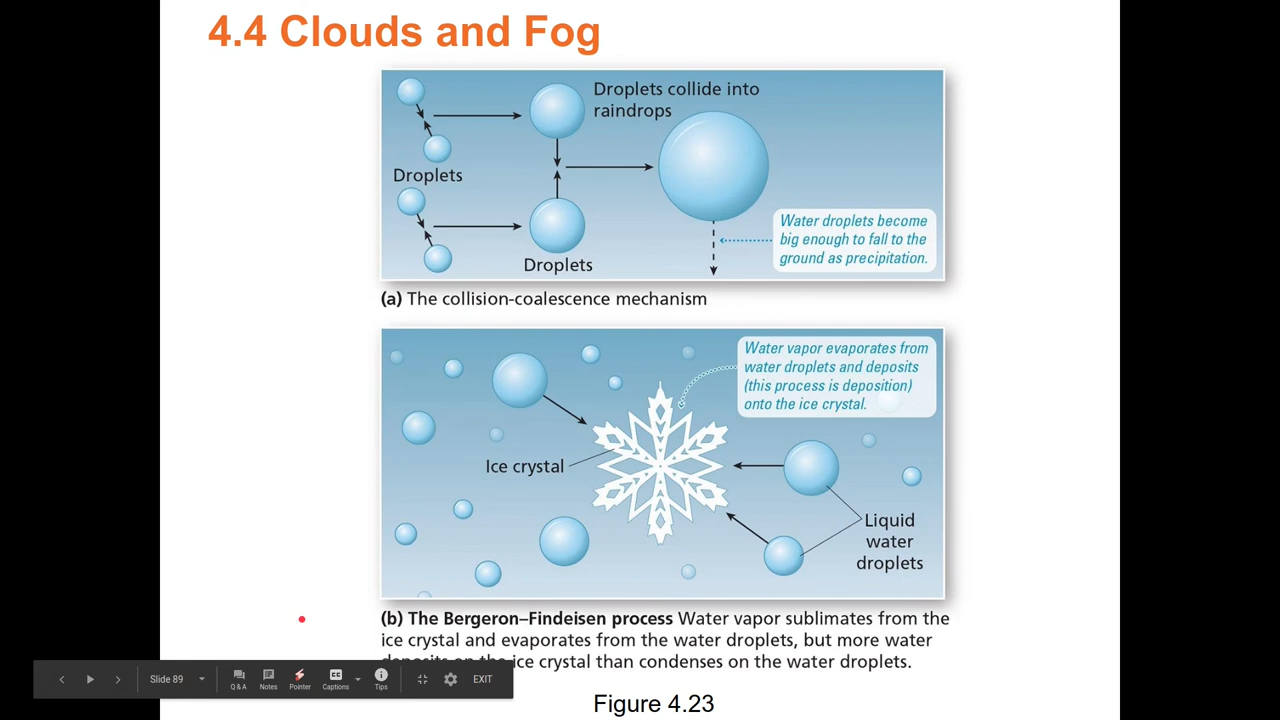 4.4 Clouds and Fog
Droplets collide into
raindrops
Droplets
Droplets
Water droplets become
big enough to fall to the
ground as precipitation.
(a) The collision-coalescence mechanism
Water vapor evaporates from
water droplets and deposits
(this process is deposition)
onto the ice crystal.
Ice crystal
Liquid
water
droplets
(b) The Bergeron–Findeisen process Water vapor sublimates from the
ice crystal and evaporates from the water droplets, but more water
deposits on the ice crystal than condenses on the water droplets.
Slide 89
Q & A
Notes
Pointer
CC
Captions
Tips
EXIT
Figure 4.23